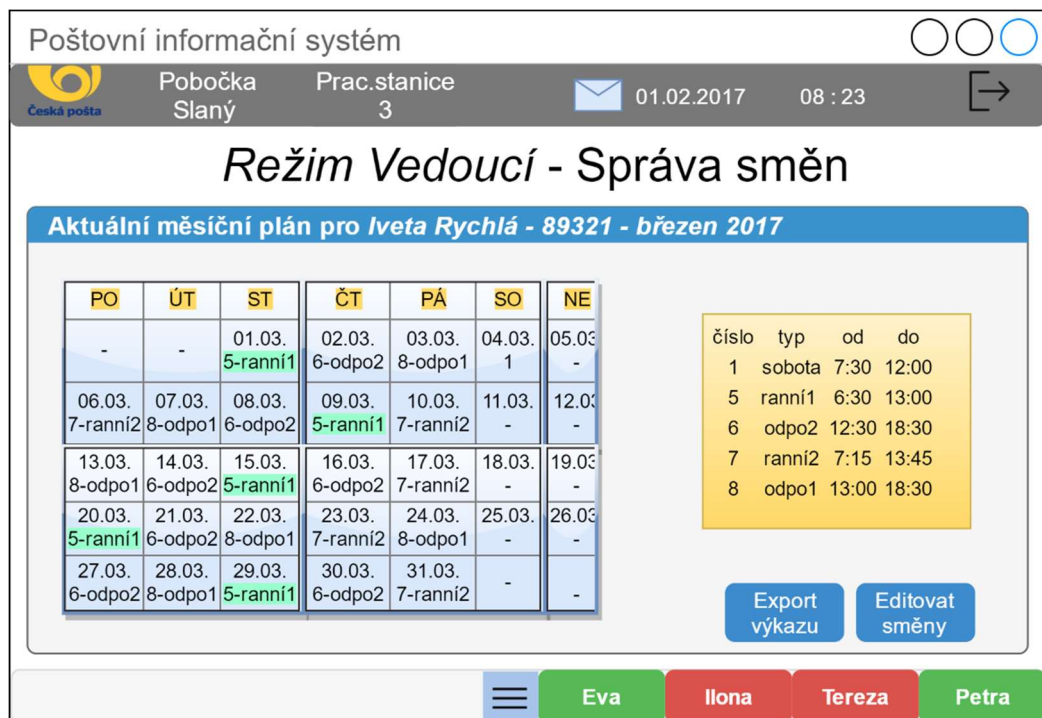 Poštovní informační systém
Česká pošta
Pobočka Slaný
Prac.stanice 3
01.02.2017 08 : 23
Režim Vedoucí - Správa směn
Aktuální měsíční plán pro Iveta Rychlá - 89321 - březen 2017
PO ÚT ST ČT PÁ SO NE
- - 01.03. 02.03. 03.03. 04.03. 05.03
5-ranní1 6-odpo2 8-odpo1 1 -
06.03. 07.03. 08.03. 09.03. 10.03. 11.03. 12.03
7-ranní2 8-odpo1 6-odpo2 5-ranní1 7-ranní2 - -
13.03. 14.03. 15.03. 16.03. 17.03. 18.03. 19.03
8-odpo1 6-odpo2 5-ranní1 6-odpo2 7-ranní2 - -
20.03. 21.03. 22.03. 23.03. 24.03. 25.03. 26.03
5-ranní1 6-odpo2 8-odpo1 7-ranní2 8-odpo1 - -
27.03. 28.03. 29.03. 30.03. 31.03.
6-odpo2 8-odpo1 5-ranní1 6-odpo2 7-ranní2 - -
číslo typ od do
1 sobota 7:30 12:00
5 ranní1 6:30 13:00
6 odpo2 12:30 18:30
7 ranní2 7:15 13:45
8 odpo1 13:00 18:30
Export výkazu
Editovat směny
Eva Ilona Tereza Petra